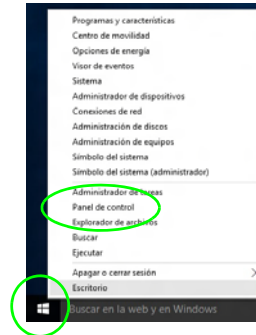 Programas y características
Centro de movilidad
Opciones de energía
Visor de eventos
Sistema
Administrador de dispositivos
Conexiones de red
Administración de discos
Administración de equipos
Símbolo del sistema
Símbolo del sistema (administrador)
Administrador de tareas
Panel de control
Explorador de archivos
Buscar
Ejecutar
Apagar o cerrar sesión
Escritorio
Buscar en la web y en Windows